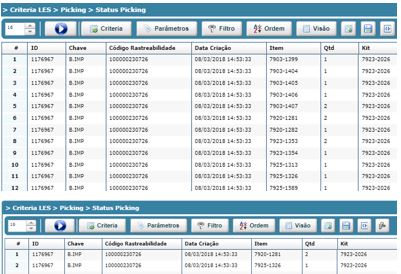 > Criteria LES > Picking > Status Picking
16 Criteria Parâmetros Filtro Ordem Visão
# ID Chave Código Rastreabilidade Data Criação Item Qtd Kit
1 1176967 B.IMP 100000230726 08/03/2018 14:53:33 7903-1399 1 7923-2026
2 1176967 B.IMP 100000230726 08/03/2018 14:53:33 7903-1404 1 7923-2026
3 1176967 B.IMP 100000230726 08/03/2018 14:53:33 7903-1405 1 7923-2026
4 1176967 B.IMP 100000230726 08/03/2018 14:53:33 7903-1406 1 7923-2026
5 1176967 B.IMP 100000230726 08/03/2018 14:53:33 7903-1407 2 7923-2026
6 1176967 B.IMP 100000230726 08/03/2018 14:53:33 7920-1281 2 7923-2026
7 1176967 B.IMP 100000230726 08/03/2018 14:53:33 7920-1282 1 7923-2026
8 1176967 B.IMP 100000230726 08/03/2018 14:53:33 7923-1353 2 7923-2026
9 1176967 B.IMP 100000230726 08/03/2018 14:53:33 7923-1354 1 7923-2026
10 1176967 B.IMP 100000230726 08/03/2018 14:53:33 7925-1313 1 7923-2026
11 1176967 B.IMP 100000230726 08/03/2018 14:53:33 7925-1326 1 7923-2026
12 1176967 B.IMP 100000230726 08/03/2018 14:53:33 7925-1589 1 7923-2026
> Criteria LES > Picking > Status Picking
16 Criteria Parâmetros Filtro Ordem Visão
# ID Chave Código Rastreabilidade Data Criação Item Qtd Kit
1 1176967 B.IMP 100000230726 08/03/2018 14:53:33 7920-1281 2 7923-2026
2 1176967 B.IMP 100000230726 08/03/2018 14:53:33 7925-1326 1 7923-2026